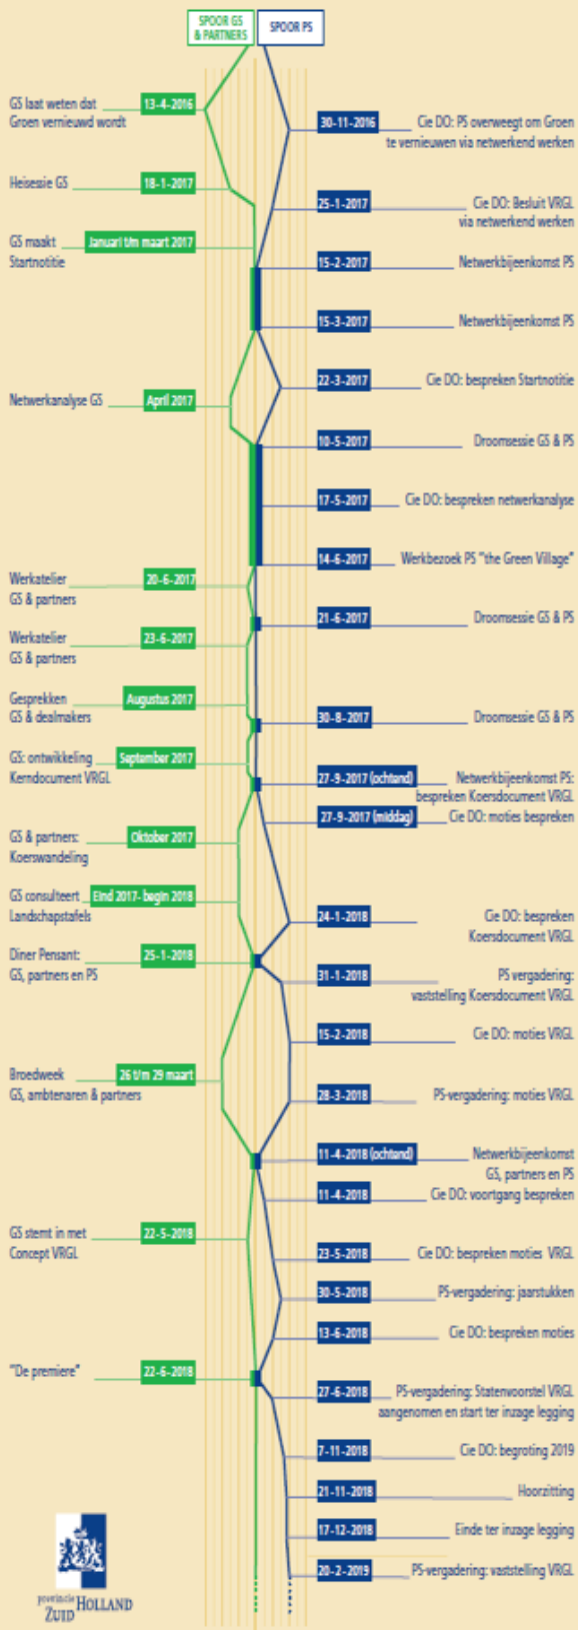 SPOOR GS
& PARTNERS
SPOOR PS
GS laat weten dat
Groen vernieuwd wordt
13-4-2016
30-11-2016
Cie DO: PS overweegt om Groen
te vernieuwen via netwerkend werken
Heisessie GS
18-1-2017
25-1-2017
Cie DO: Besluit VRGL
via netwerkend werken
GS maakt
Startnotitie
Januari t/m maart 2017
15-2-2017
Netwerkbijeenkomst PS
15-3-2017
Netwerkbijeenkomst PS
22-3-2017
Cie DO: bespreken Startnotitie
Netwerkanalyse GS
April 2017
10-5-2017
Droomsessie GS & PS
17-5-2017
Cie DO: bespreken netwerkanalyse
14-6-2017
Werkbezoek PS "the Green Village"
Werkatelier
GS & partners
20-6-2017
21-6-2017
Droomsessie GS & PS
Werkatelier
GS & partners
23-6-2017
Gesprekken
GS & dealmakers
Augustus 2017
30-8-2017
Droomsessie GS & PS
GS: ontwikkeling
Kerndocument VRGL
September 2017
27-9-2017 (ochtend)
Netwerkbijeenkomst PS:
bespreken Koersdocument VRGL
27-9-2017 (middag)
Cie DO: moties bespreken
GS & partners:
Koerswandeling
Oktober 2017
GS consulteert
Landschapstafels
Eind 2017- begin 2018
24-1-2018
Cie DO: bespreken
Koersdocument VRGL
Diner Pensant:
GS, partners en PS
25-1-2018
31-1-2018
PS vergadering:
vaststelling Koersdocument VRGL
15-2-2018
Cie DO: moties VRGL
Broedweek
GS, ambtenaren & partners
26 t/m 29 maart
28-3-2018
PS-vergadering: moties VRGL
11-4-2018 (ochtend)
Netwerkbijeenkomst
GS, partners en PS
11-4-2018
Cie DO: voortgang bespreken
GS stemt in met
Concept VRGL
22-5-2018
23-5-2018
Cie DO: bespreken moties VRGL
30-5-2018
PS-vergadering: jaarstukken
13-6-2018
Cie DO: bespreken moties
"De premiere"
22-6-2018
27-6-2018
PS-vergadering: Statenvoorstel VRGL
aangenomen en start ter inzage legging
7-11-2018
Cie DO: begroting 2019
21-11-2018
Hoorzitting
17-12-2018
Einde ter inzage legging
20-2-2019
PS-vergadering: vaststelling VRGL
provincie
ZUID HOLLAND